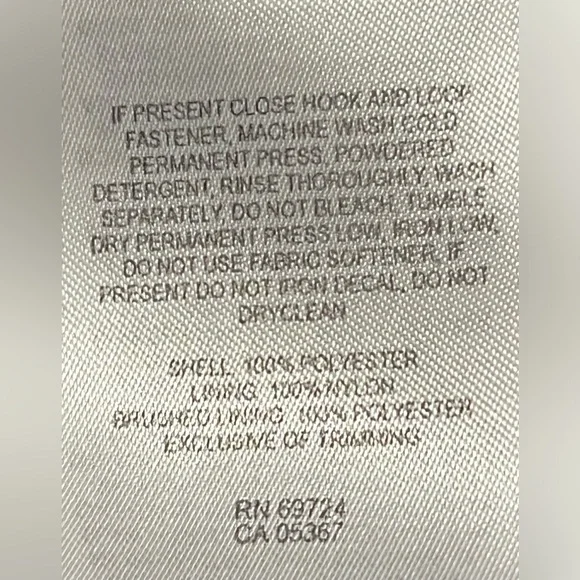 IF PRESENT CLOSE HOOK AND LOOP
FASTENER, MACHINE WASH COLD
PERMANENT PRESS, POWDERED
DETERGENT, RINSE THOROUGHLY, WASH
SEPARATELY, DO NOT BLEACH, TUMBLE
DRY PERMANENT PRESS LOW, IRON LOW,
DO NOT USE FABRIC SOFTENER, IF
PRESENT DO NOT IRON DECAL, DO NOT
DRYCLEAN
SHELL 100% POLYESTER
LINING 100% NYLON
BRUSHED LINING 100% POLYESTER
EXCLUSIVE OF TRIMMING
RN 69724
CA 05367